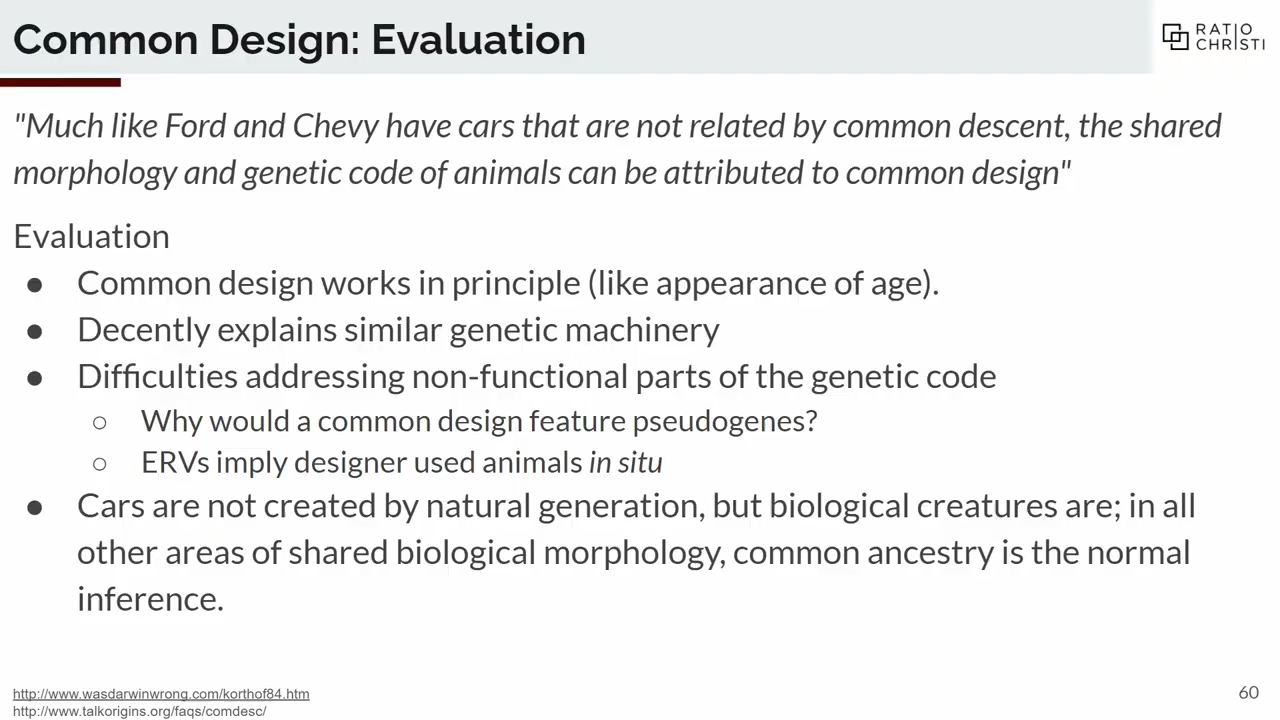 Common Design: Evaluation
RATIO
CHRISTI
"Much like Ford and Chevy have cars that are not related by common descent, the shared
morphology and genetic code of animals can be attributed to common design"
Evaluation
● Common design works in principle (like appearance of age).
● Decently explains similar genetic machinery
● Difficulties addressing non-functional parts of the genetic code
○ Why would a common design feature pseudogenes?
○ ERVs imply designer used animals in situ
● Cars are not created by natural generation, but biological creatures are; in all
other areas of shared biological morphology, common ancestry is the normal
inference.
http://www.wasdarwinwrong.com/korthof84.htm
http://www.talkorigins.org/faqs/comdesc/
60